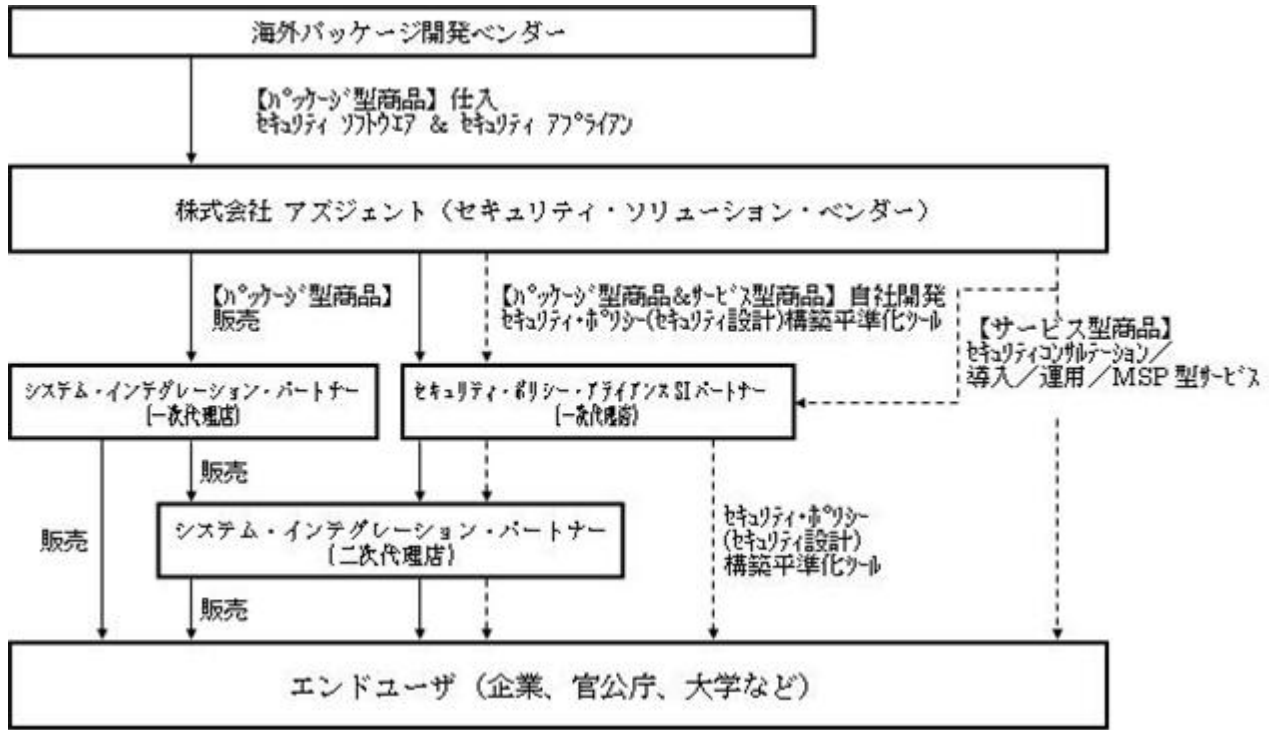 海外パッケージ開発ベンダー
【ﾊﾟｯｹｰｼﾞ型商品】仕入
ｾｷｭﾘﾃｨ ｿﾌﾄｳｴｱ & ｾｷｭﾘﾃｨ ｱﾌﾟﾗｲｱﾝ
株式会社 アズジェント（セキュリティ・ソリューション・ベンダー）
【ﾊﾟｯｹｰｼﾞ型商品】
販売
【ﾊﾟｯｹｰｼﾞ型商品&ｻｰﾋﾞｽ型商品】自社開発
ｾｷｭﾘﾃｨ・ﾎﾟﾘｼｰ(ｾｷｭﾘﾃｨ設計)構築平準化ﾂｰﾙ
【サービス型商品】
ｾｷｭﾘﾃｨｺﾝｻﾙﾃｰｼｮﾝ／
導入／運用／MSP型ｻｰﾋﾞｽ
システム・インテグレーション・パートナー
(一次代理店)
セキュリティ・ポリシー・アライアンスSIパートナー
(一次代理店)
販売
販売
システム・インテグレーション・パートナー
(二次代理店)
ｾｷｭﾘﾃｨ・ﾎﾟﾘｼｰ
(ｾｷｭﾘﾃｨ設計)
構築平準化ﾂｰﾙ
販売
エンドユーザ（企業、官公庁、大学など）